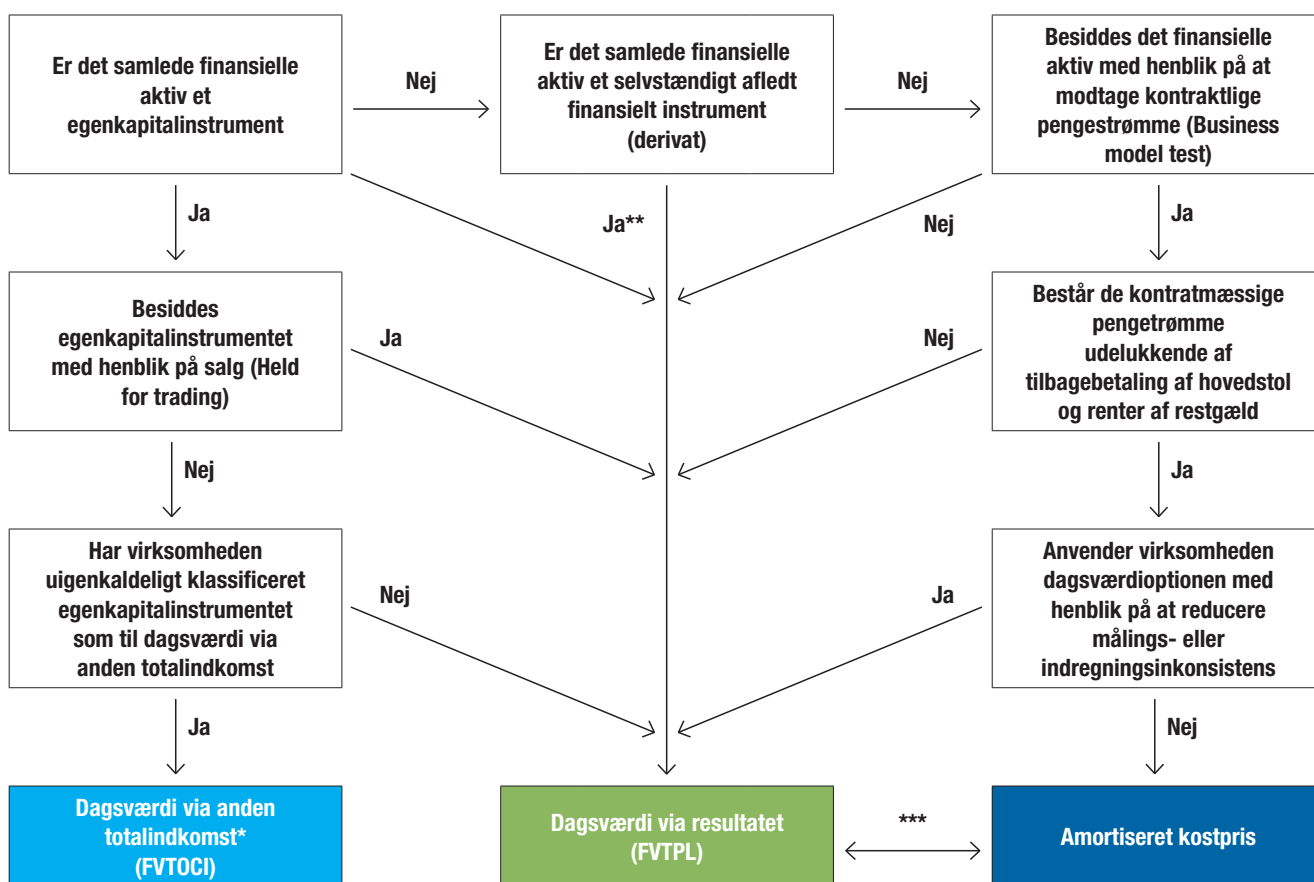 Er det samlede finansielle
aktiv et
egenkapitalinstrument
Nej
Er det samlede finansielle
aktiv et selvstændigt afledt
finansielt instrument
(derivat)
Nej
Besiddes det finansielle
aktiv med henblik på at
modtage kontraktlige
pengestrømme (Business
model test)
Ja
Ja**
Nej
Ja
Besiddes
egenkapitalinstrumentet
med henblik på salg (Held
for trading)
Ja
Nej
Består de kontratmæssige
pengetrømme
udelukkende af
tilbagebetaling af hovedstol
og renter af restgæld
Nej
Ja
Har virksomheden
uigenkaldeligt klassificeret
egenkapitalinstrumentet
som til dagsværdi via
anden totalindkomst
Nej
Ja
Anvender virksomheden
dagsværdioptionen med
henblik på at reducere
målings- eller
indregningsinkonsistens
Ja
Nej
Dagsværdi via anden
totalindkomst*
(FVTOCI)
Dagsværdi via resultatet
(FVTPL)
***
Amortiseret kostpris